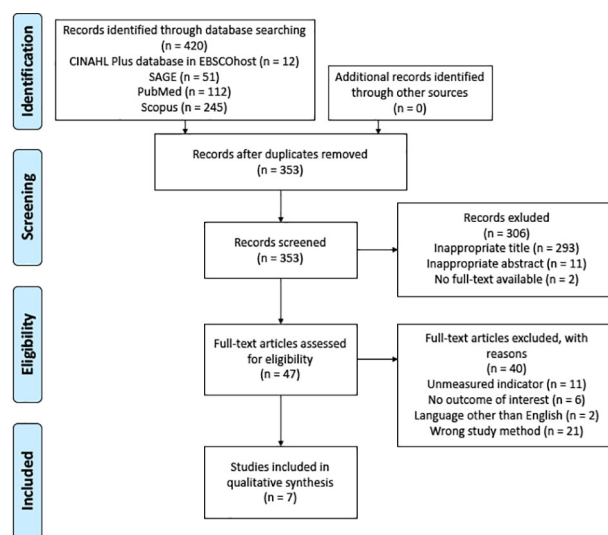 Identification
Records identified through database searching
(n = 420)
CINAHL Plus database in EBSCOhost (n = 12)
SAGE (n = 51)
PubMed (n = 112)
Scopus (n = 245)
Additional records identified
through other sources
(n = 0)
Screening
Records after duplicates removed
(n = 353)
Records screened
(n = 353)
Records exluded
(n = 306)
Inappropriate title (n = 293)
Inappropriate abstract (n = 11)
No full-text available (n = 2)
Eligibility
Full-text articles assessed
for eligibility
(n = 47)
Full-text articles excluded, with
reasons
(n = 40)
Unmeasured indicator (n = 11)
No outcome of interest (n = 6)
Language other than English (n = 2)
Wrong study method (n = 21)
Included
Studies included in
qualitative synthesis
(n = 7)